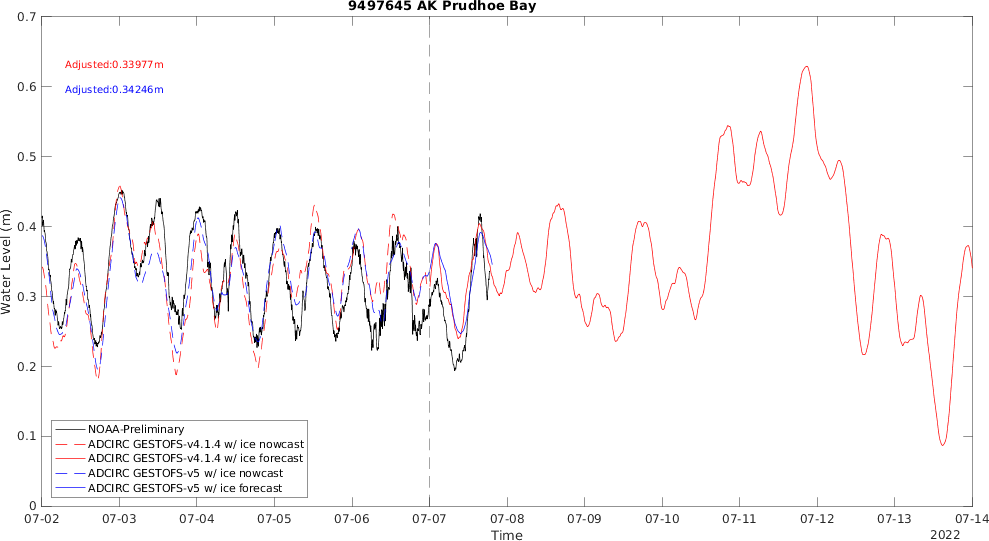 9497645 AK Prudhoe Bay
0.7
0.6
0.5
0.4
0.3
0.2
0.1
0
Water Level (m)
Adjusted:0.33977m
Adjusted:0.34246m
NOAA-Preliminary
ADCIRC GESTOFS-v4.1.4 w/ ice nowcast
ADCIRC GESTOFS-v4.1.4 w/ ice forecast
ADCIRC GESTOFS-v5 w/ ice nowcast
ADCIRC GESTOFS-v5 w/ ice forecast
07-02 07-03 07-04 07-05 07-06 07-07 07-08 07-09 07-10 07-11 07-12 07-13 07-14
Time
2022